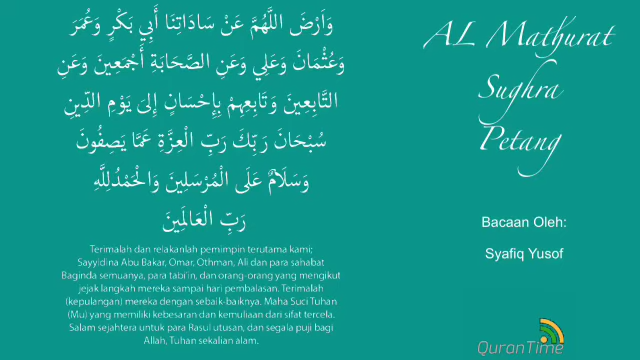 وَارْضَ اللَّهُمَّ عَنْ سَادَاتِنَا أَبِي بَكْرٍ وَعُمَرَ
وَعُثْمَانَ وَعَلِي وَعَنِ الصَّحَابَةِ أَجْمَعِينَ وَعَنِ
التَّابِعِينَ وَتَابِعِهِمْ بِإِحْسَانٍ إِلىَ يَوْمِ الدِّينِ
سُبْحَانَ رَبِّكَ رَبِّ الْعِزَّةِ عَمَّا يَصِفُونَ
وَسَلَامٌ عَلَى الْمُرْسَلِينَ وَالْحَمْدُلِلَّهِ
رَبِّ الْعَالَمِينَ
Terimalah dan relakanlah pemimpin terutama kami;
Sayyidina Abu Bakar, Omar, Othman, Ali dan para sahabat
Baginda semuanya, para tabi'in, dan orang-orang yang mengikut
jejak langkah mereka sampai hari pembalasan. Terimalah
(kepulangan) mereka dengan sebaik-baiknya. Maha Suci Tuhan
(Mu) yang memiliki kebesaran dan kemuliaan dari sifat tercela.
Salam sejahtera untuk para Rasul utusan, dan segala puji bagi
Allah, Tuhan sekalian alam.
AL Mathurat
Sughra
Petang
Bacaan Oleh:
Syafiq Yusof
QuranTime